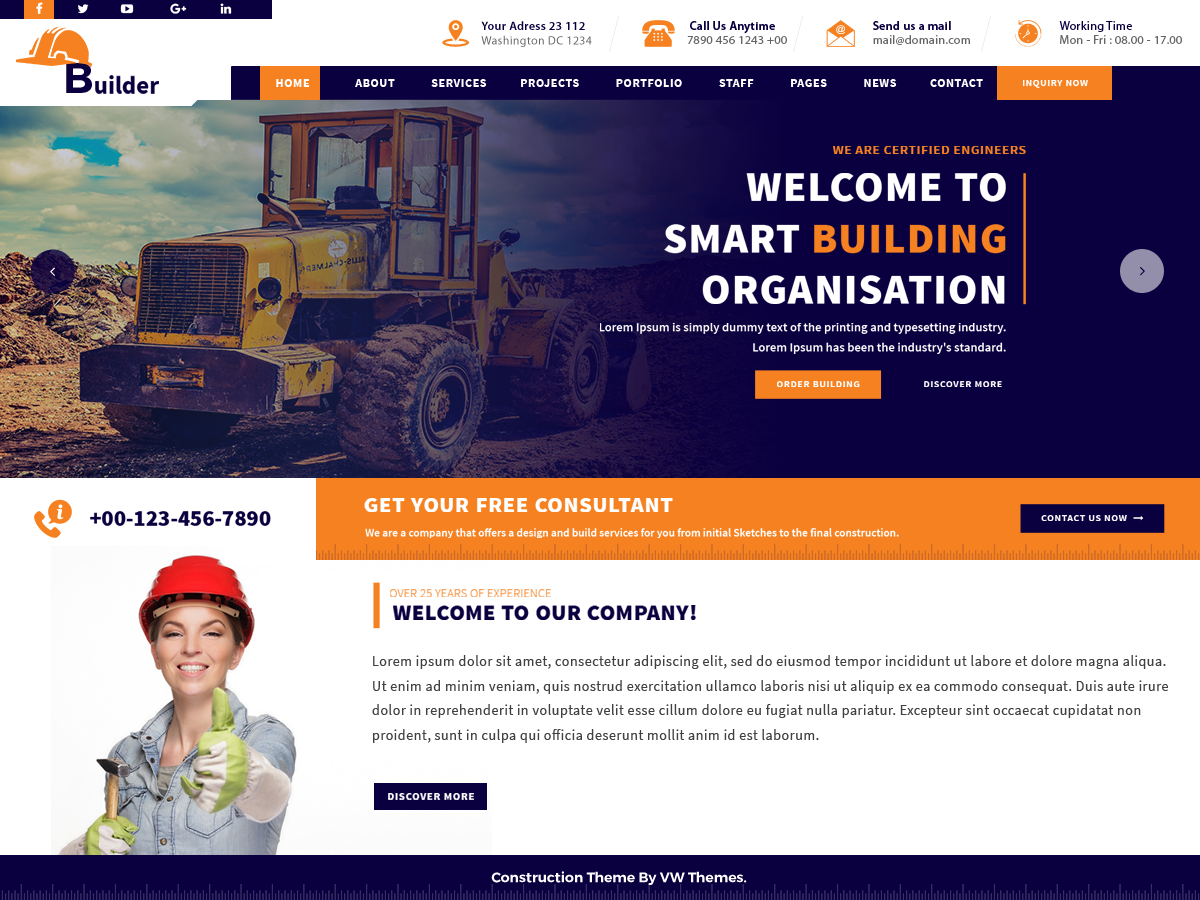 Your Adress 23 112
Washington DC 1234
Call Us Anytime
7890 456 1243 +00
Send us a mail
mail@domain.com
Working Time
Mon - Fri : 08.00 - 17.00
Builder
HOME ABOUT SERVICES PROJECTS PORTFOLIO STAFF PAGES NEWS CONTACT INQUIRY NOW
WE ARE CERTIFIED ENGINEERS
WELCOME TO
SMART BUILDING
ORGANISATION
Lorem Ipsum is simply dummy text of the printing and typesetting industry.
Lorem Ipsum has been the industry's standard.
ORDER BUILDING DISCOVER MORE
+00-123-456-7890
GET YOUR FREE CONSULTANT
We are a company that offers a design and build services for you from initial Sketches to the final construction.
CONTACT US NOW
OVER 25 YEARS OF EXPERIENCE
WELCOME TO OUR COMPANY!
Lorem ipsum dolor sit amet, consectetur adipiscing elit, sed do eiusmod tempor incididunt ut labore et dolore magna aliqua.
Ut enim ad minim veniam, quis nostrud exercitation ullamco laboris nisi ut aliquip ex ea commodo consequat. Duis aute irure
dolor in reprehenderit in voluptate velit esse cillum dolore eu fugiat nulla pariatur. Excepteur sint occaecat cupidatat non
proident, sunt in culpa qui officia deserunt mollit anim id est laborum.
DISCOVER MORE
Construction Theme By VW Themes.